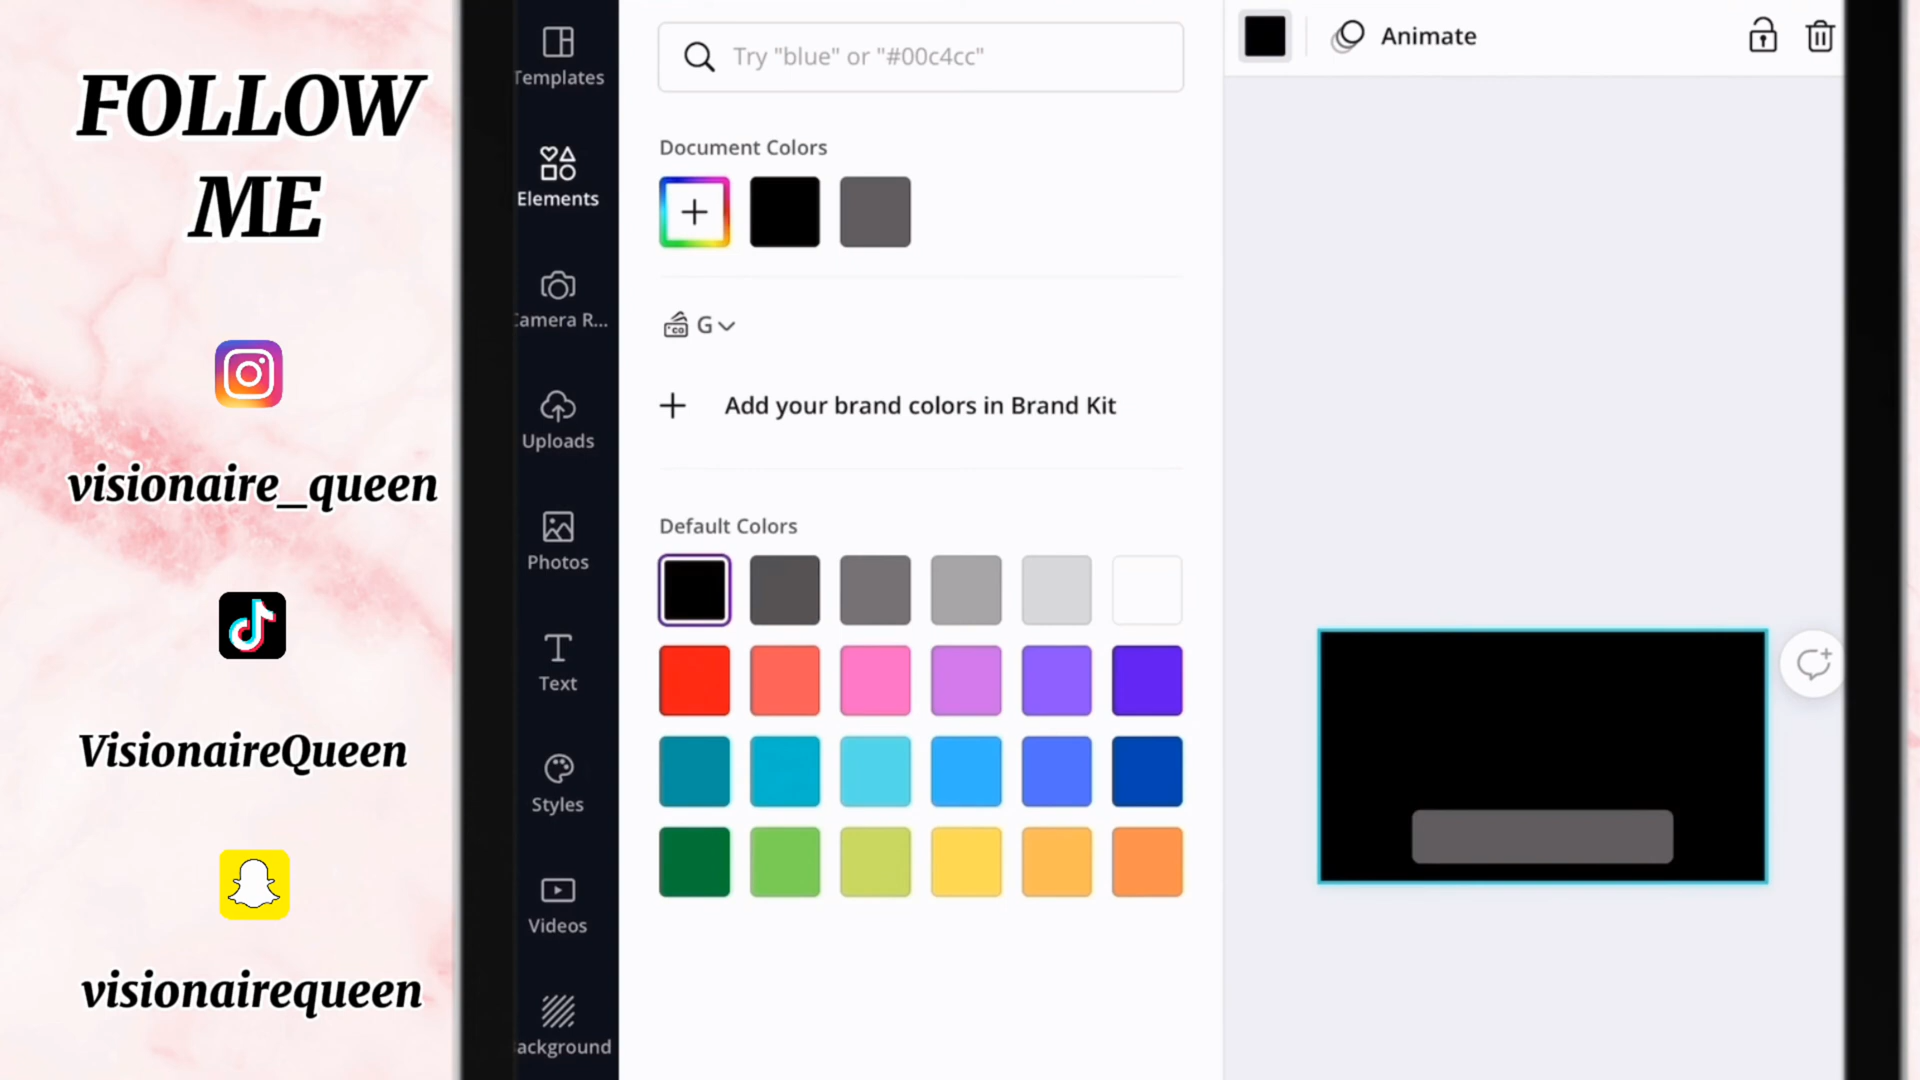 FOLLOW
ME
visionaire_queen
VisionaireQueen
visionairequeen
Templates
Elements
Camera R...
Uploads
Photos
Text
Styles
Videos
ackground
Try "blue" or "#00c4cc"
Document Colors
CO
G
Add your brand colors in Brand Kit
Default Colors
Animate